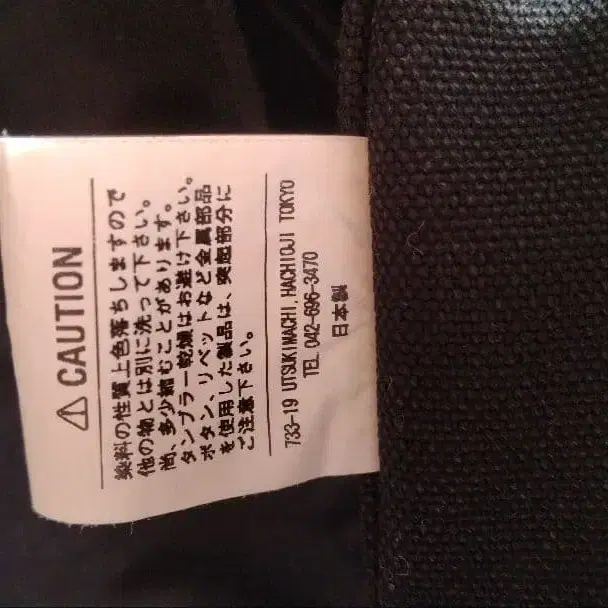 ⚠ CAUTION
染料の性質上色落ちしますので
他の物とは別に洗って下さい。
尚、多少縮むことがあります。
タンブラー乾燥はお避け下さい。
ボタン、リベットなど金属部品
を使用した製品は、突起部分に
ご注意下さい。
733-19 UTSUKIMACHI,HACHIOJI TOKYO
TEL 042-696-3470
日本製